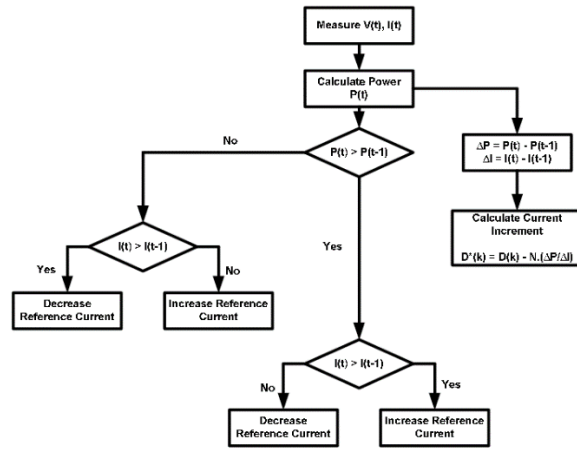 Measure V(t), I(t)
Calculate Power
P(t)
No
P(t) > P(t-1)
ΔP = P(t) - P(t-1)
ΔI = I(t) - I(t-1)
Calculate Current
Increment
D*(k) = D(k) - N.(ΔP/ΔI)
I(t) > I(t-1)
Yes
Yes
No
Decrease
Reference Current
Increase Reference
Current
I(t) > I(t-1)
No
Yes
Decrease
Reference Current
Increase Reference
Current